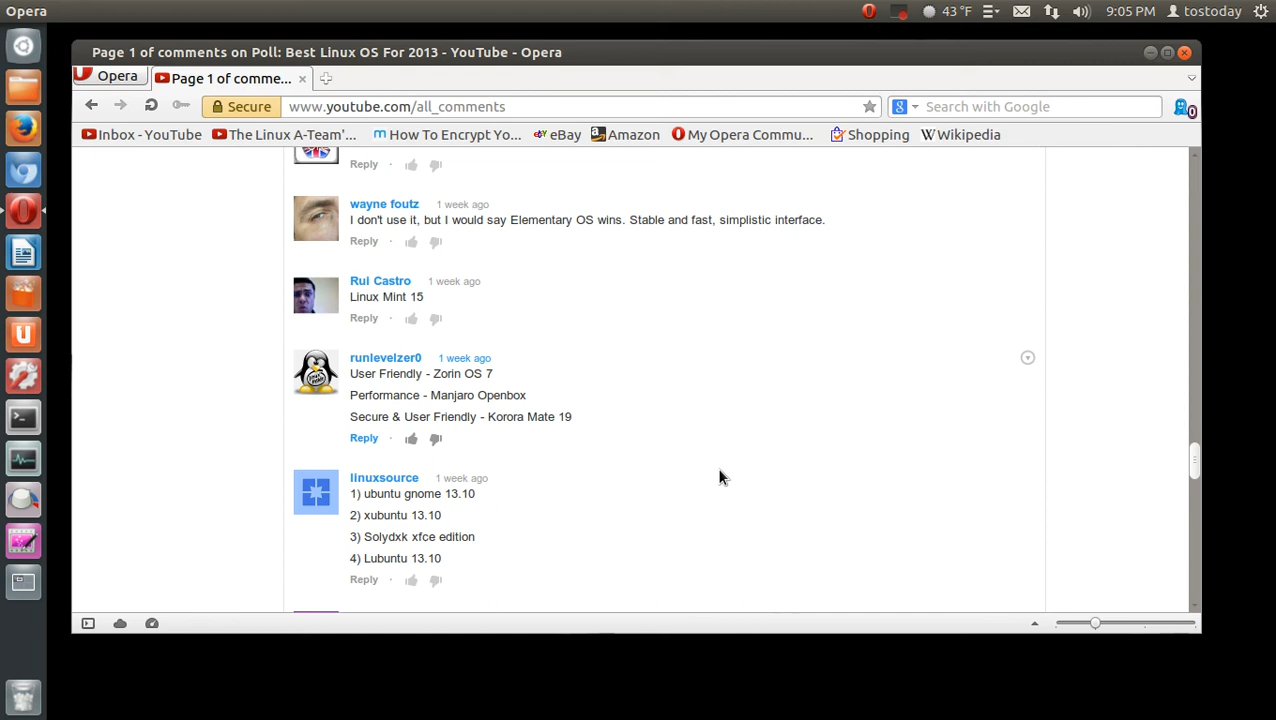 Opera
43 °F
9:05 PM
tostoday
Page 1 of comments on Poll: Best Linux OS For 2013 - YouTube - Opera
Opera
Page 1 of comme...
Secure
www.youtube.com/all_comments
Search with Google
Inbox - YouTube
The Linux A-Team'...
How To Encrypt Yo...
eBay
Amazon
My Opera Commu...
Shopping
Wikipedia
Reply ·
wayne foutz 1 week ago
I don't use it, but I would say Elementary OS wins. Stable and fast, simplistic interface.
Reply ·
Rui Castro 1 week ago
Linux Mint 15
Reply ·
runlevelzer0 1 week ago
User Friendly - Zorin OS 7
Performance - Manjaro Openbox
Secure & User Friendly - Korora Mate 19
Reply ·
linuxsource 1 week ago
1) ubuntu gnome 13.10
2) xubuntu 13.10
3) Solydxk xfce edition
4) Lubuntu 13.10
Reply ·